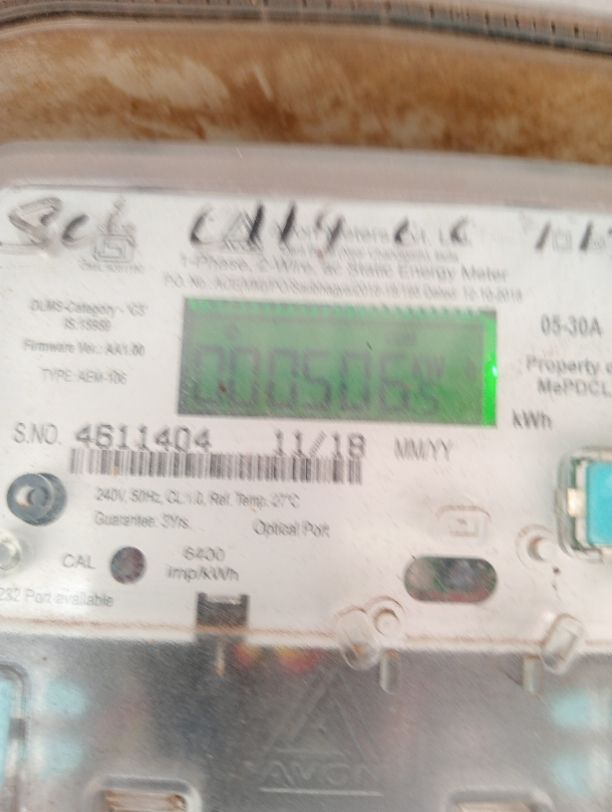 1-Phase, 2-Wire, ac Static Energy Meter
DLMS-Category - 'C3'
IS:15959
Firmware Ver.: AA1.00
TYPE: AEM-106
05-30A
Property of
MePDCL
000506
kWh
S.NO. 4611404 11/18 MM/YY
240V, 50Hz, CL.1.0, Ref. Temp. 27°C
Guarantee: 3Yrs. Optical Port
CAL
6400
imp/kWh
232 Port available
AVON